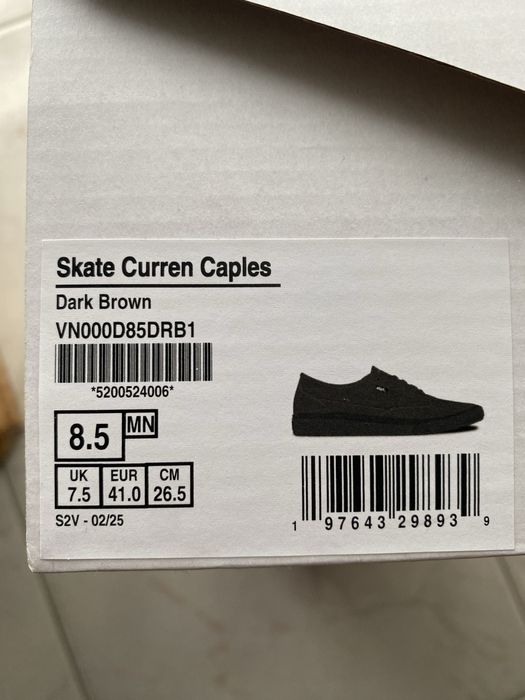 Skate Curren Caples
Dark Brown
VN000D85DRB1
*5200524006*
8.5 MN
UK EUR CM
7.5 41.0 26.5
S2V - 02/25
1 97643 29893 9